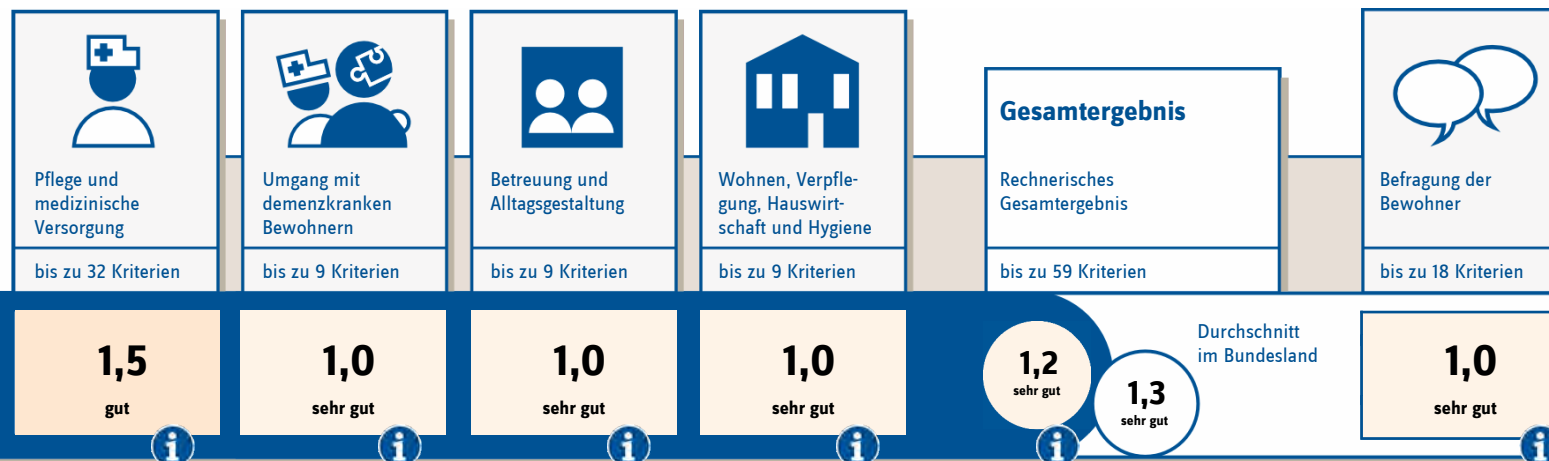 Pflege und
medizinische
Versorgung
bis zu 32 Kriterien
1,5
gut
Umgang mit
demenzkranken
Bewohnern
bis zu 9 Kriterien
1,0
sehr gut
Betreuung und
Alltagsgestaltung
bis zu 9 Kriterien
1,0
sehr gut
Wohnen, Verpfle-
gung, Hauswirt-
schaft und Hygiene
bis zu 9 Kriterien
1,0
sehr gut
Gesamtergebnis
Rechnerisches
Gesamtergebnis
bis zu 59 Kriterien
1,2
sehr gut
1,3
sehr gut
Durchschnitt
im Bundesland
Befragung der
Bewohner
bis zu 18 Kriterien
1,0
sehr gut